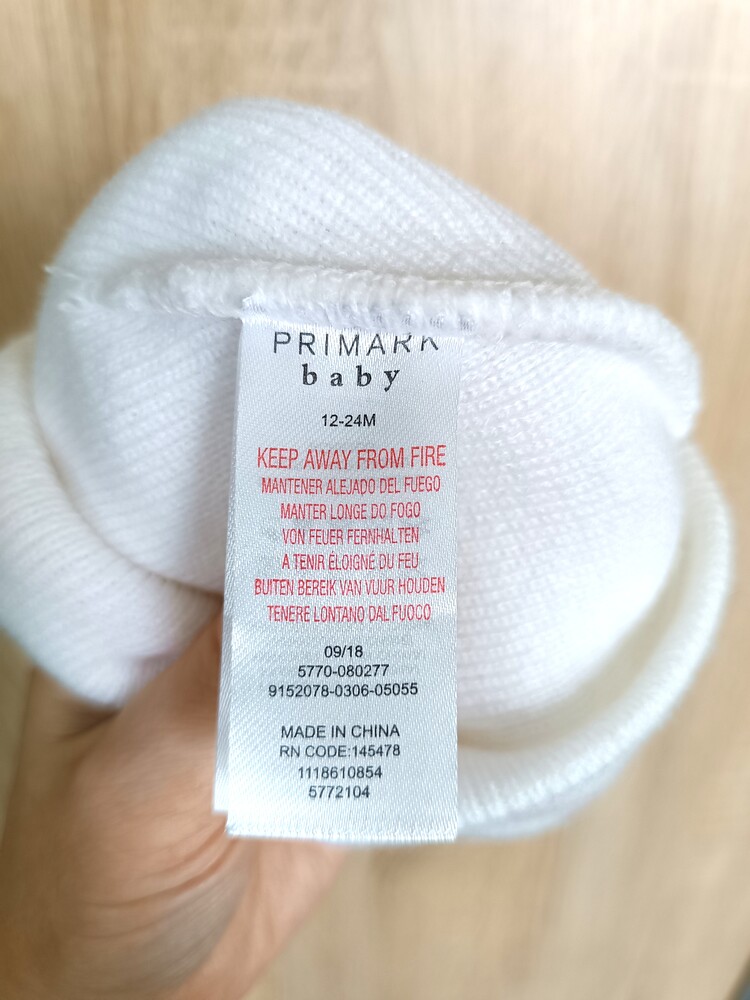 PRIMARK
baby
12-24M
KEEP AWAY FROM FIRE
MANTENER ALEJADO DEL FUEGO
MANTER LONGE DO FOGO
VON FEUER FERNHALTEN
A TENIR ÉLOIGNÉ DU FEU
BUITEN BEREIK VAN VUUR HOUDEN
TENERE LONTANO DAL FUOCO
09/18
5770-080277
9152078-0306-05055
MADE IN CHINA
RN CODE:145478
1118610854
5772104